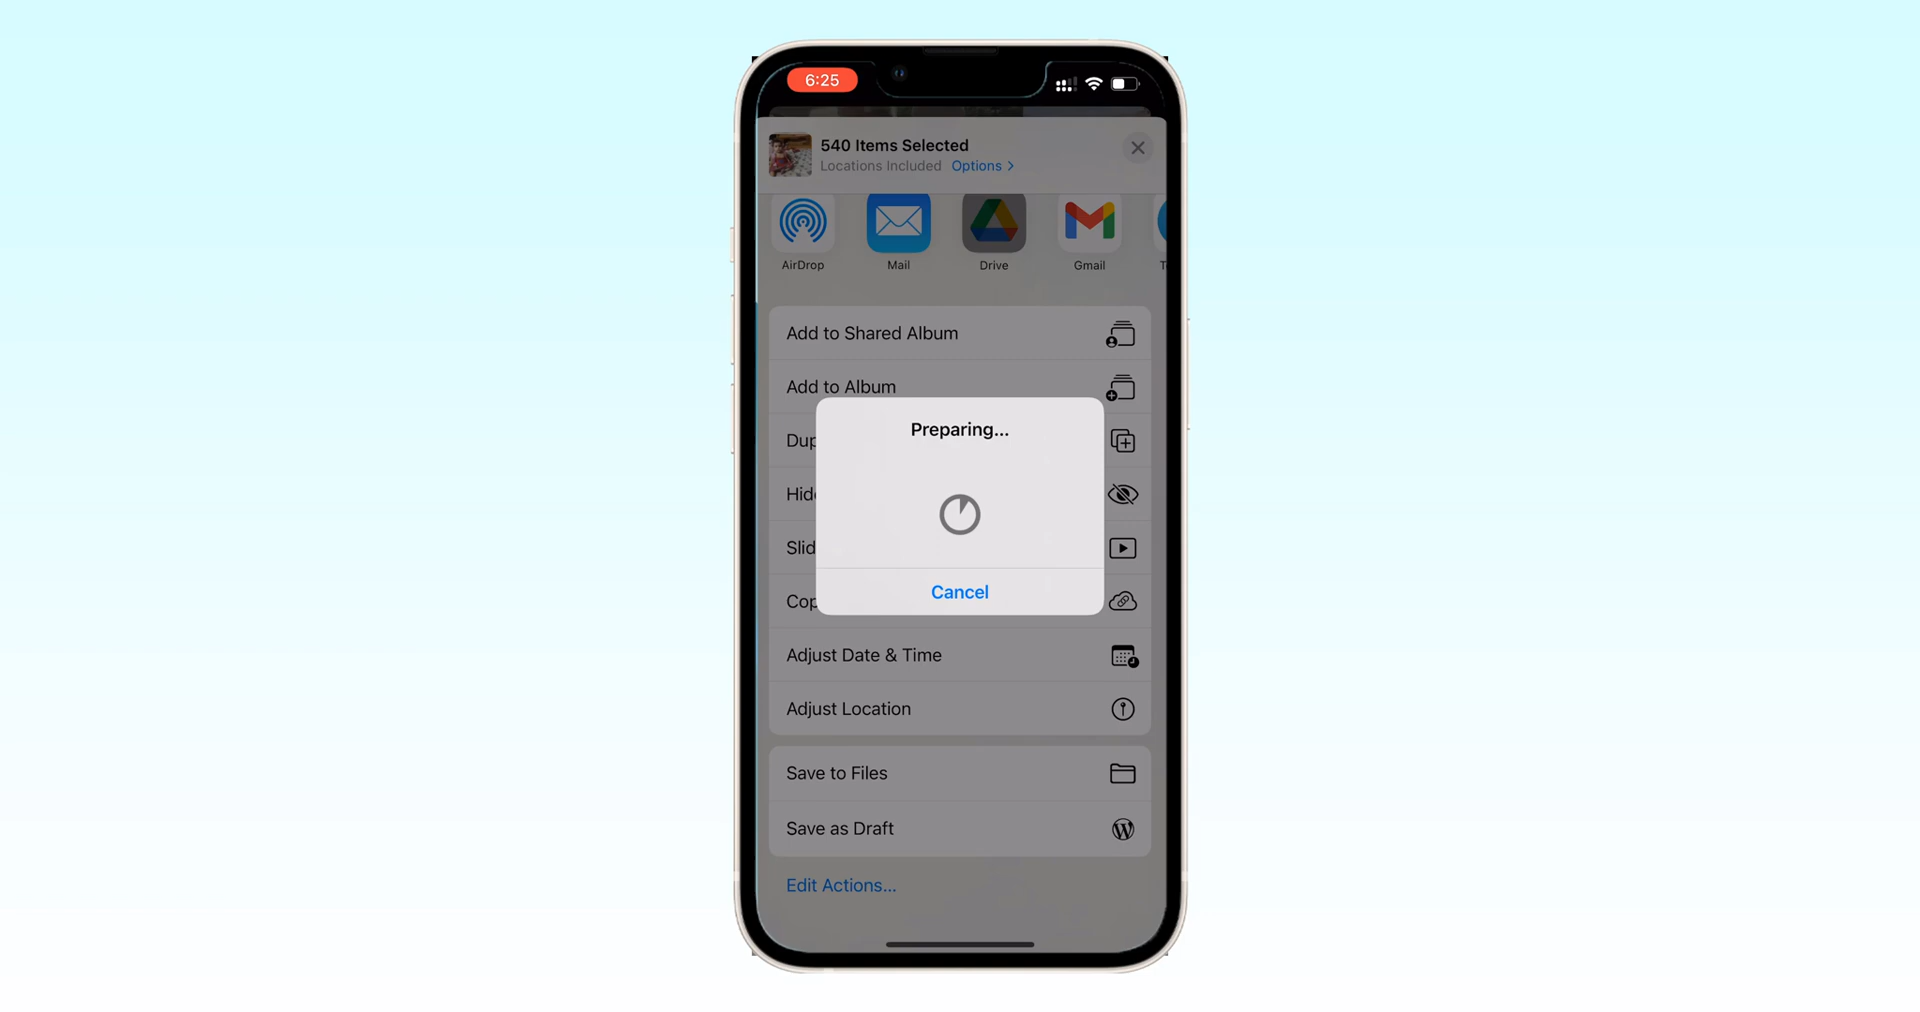 6:25
540 Items Selected
Locations Included Options >
AirDrop
Mail
Drive
Gmail
Add to Shared Album
Add to Album
Preparing...
Cancel
Adjust Date & Time
Adjust Location
Save to Files
Save as Draft
Edit Actions...